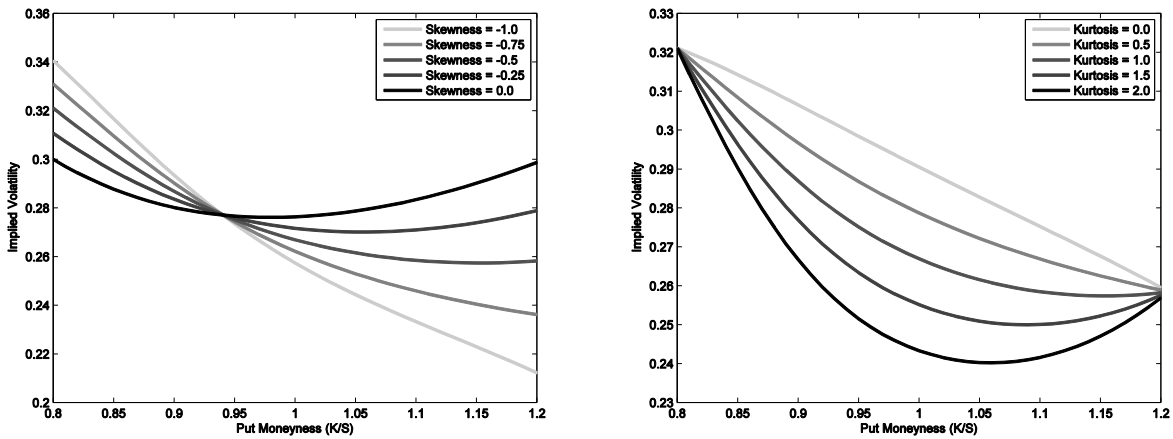 0.36
0.34
0.32
0.3
0.28
0.26
0.24
0.22
0.2
Implied Volatility
0.8 0.85 0.9 0.95 1 1.05 1.1 1.15 1.2
Put Moneyness (K/S)
Skewness = -1.0
Skewness = -0.75
Skewness = -0.5
Skewness = -0.25
Skewness = 0.0
0.33
0.32
0.31
0.3
0.29
0.28
0.27
0.26
0.25
0.24
0.23
Implied Volatility
0.8 0.85 0.9 0.95 1 1.05 1.1 1.15 1.2
Put Moneyness (K/S)
Kurtosis = 0.0
Kurtosis = 0.5
Kurtosis = 1.0
Kurtosis = 1.5
Kurtosis = 2.0